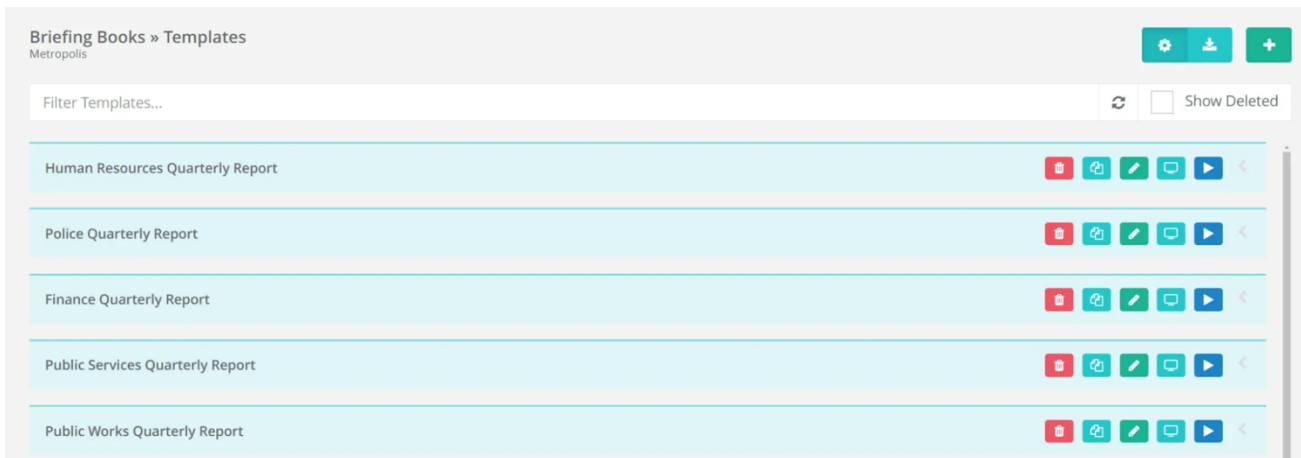 Briefing Books » Templates
Metropolis
Filter Templates...
Show Deleted
Human Resources Quarterly Report
Police Quarterly Report
Finance Quarterly Report
Public Services Quarterly Report
Public Works Quarterly Report